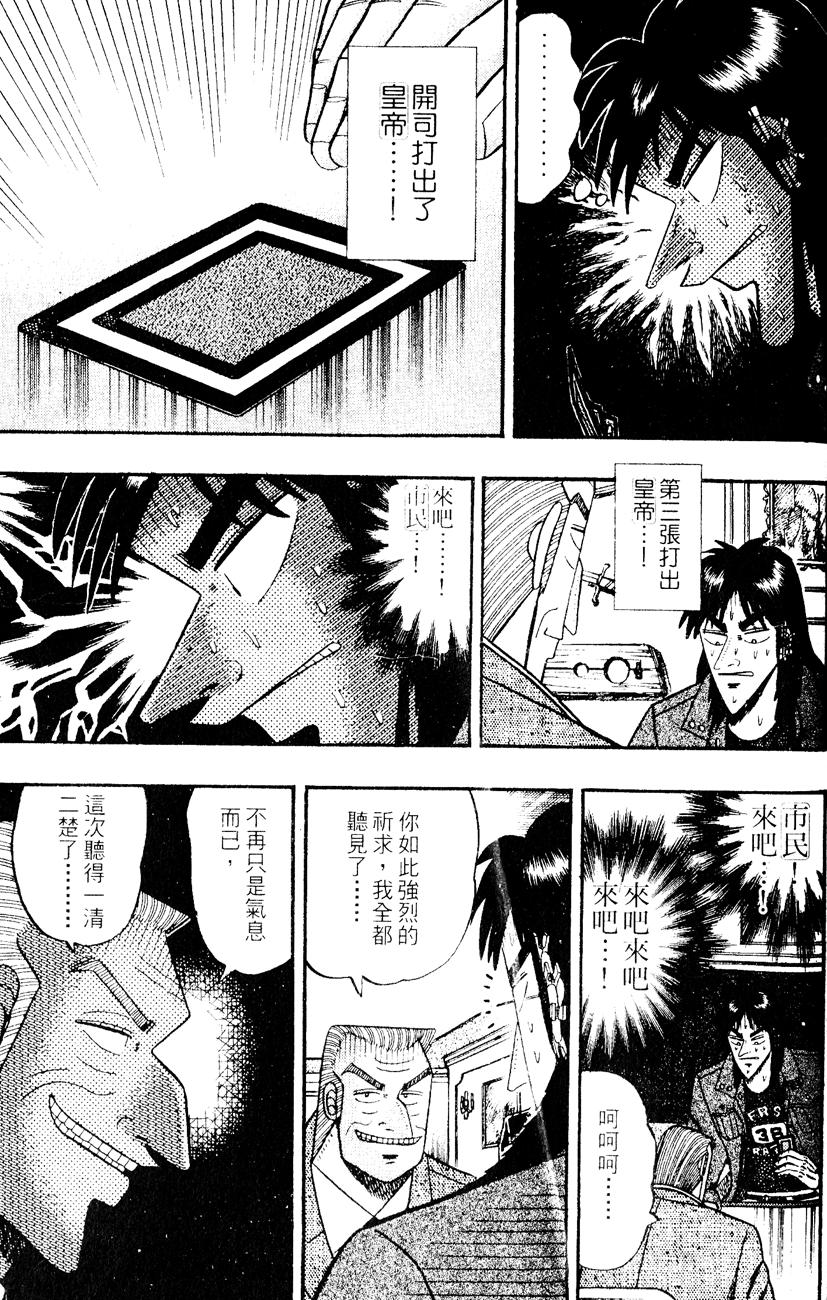 …………
開司打出了
皇帝……！
第三張打出
皇帝…！
來吧……！
市民…！
市民！
來吧…！
來吧來吧
來吧…！
呵呵呵……
ERS
39
RAT
你如此強烈的
祈求，我全都
聽見了……
不再只是氣息
而已，
這次聽得一清
二楚了……